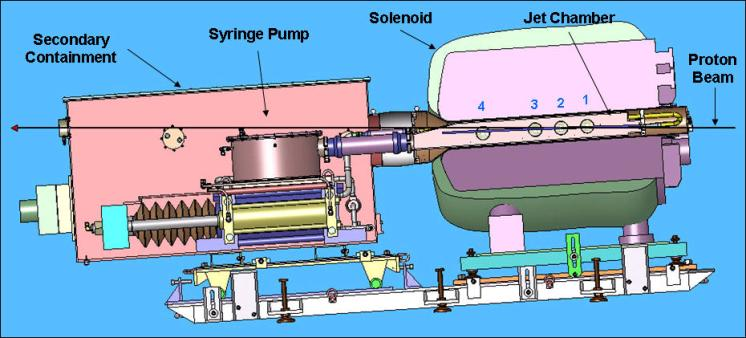 Secondary
Containment
Syringe Pump
Solenoid
Jet Chamber
Proton
Beam
4
3
2
1